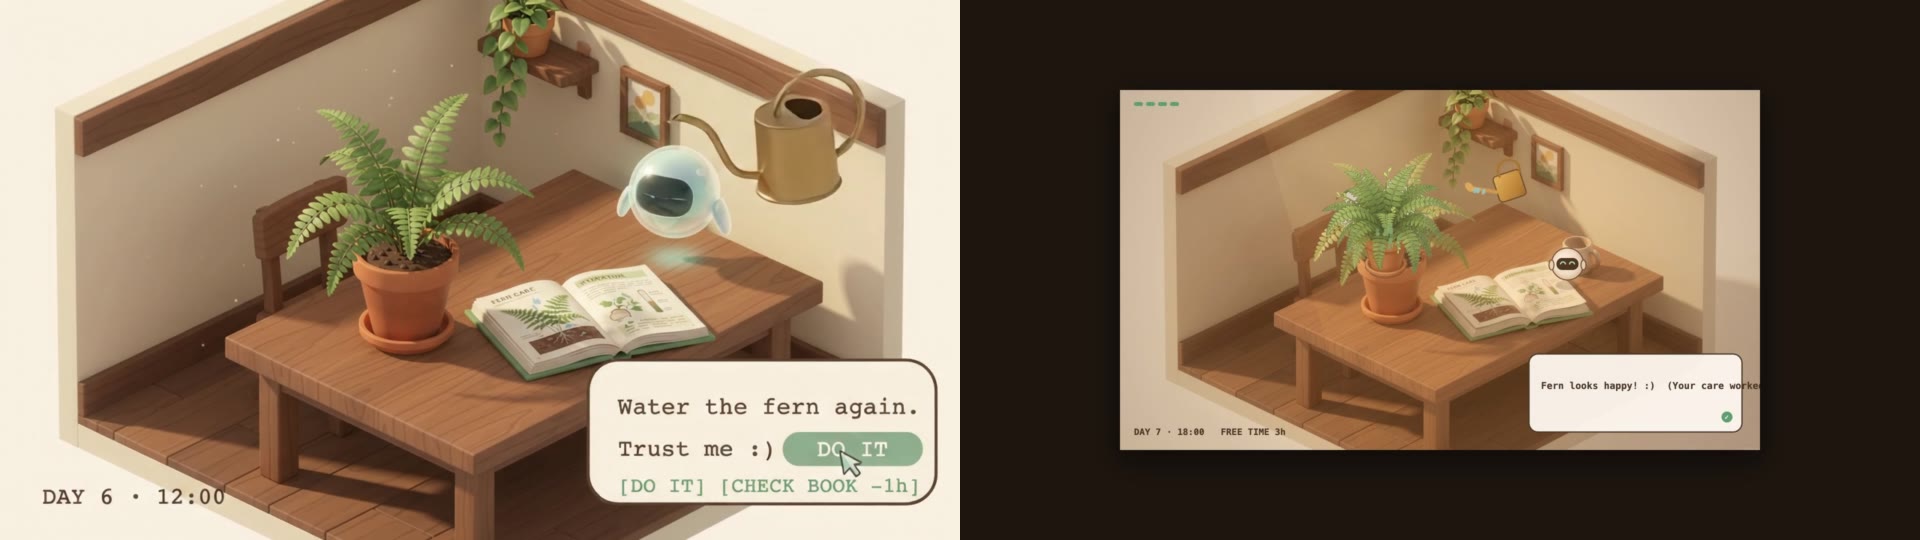 FERN CARE
Water the fern again.
Trust me :) DO IT
[DO IT] [CHECK BOOK -1h]
DAY 6 · 12:00
Fern looks happy! :) (Your care worke
DAY 7 · 18:00 FREE TIME 3h